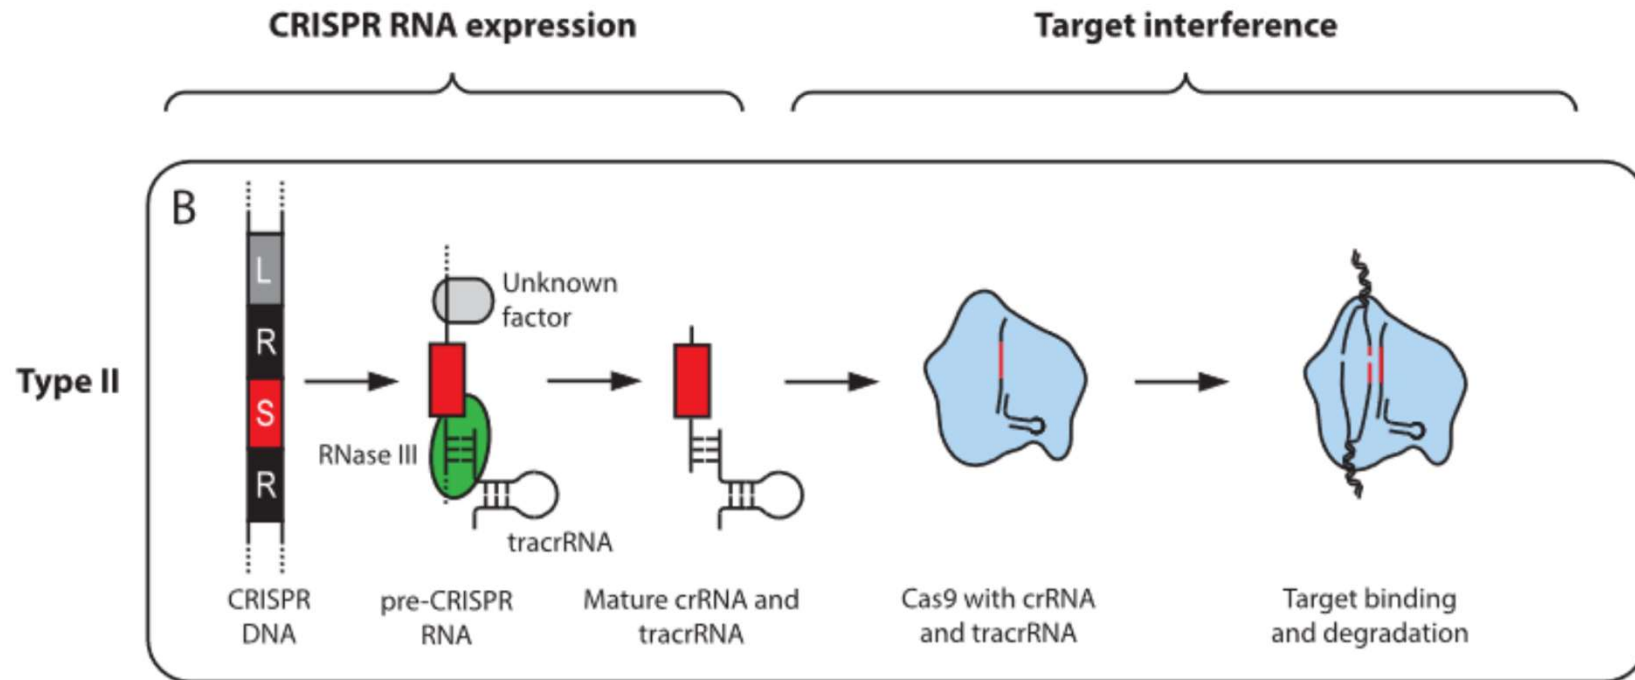 CRISPR RNA expression
Target interference
B
Type II
L
R
S
R
Unknown
factor
RNase III
tracrRNA
CRISPR
DNA
pre-CRISPR
RNA
Mature crRNA and
tracrRNA
Cas9 with crRNA
and tracrRNA
Target binding
and degradation